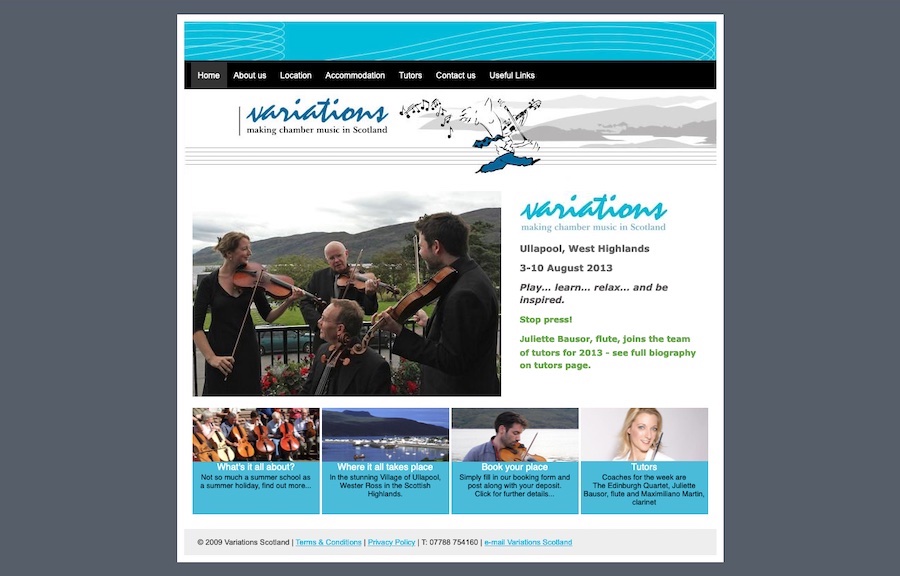 Home About us Location Accommodation Tutors Contact us Useful Links
variations
making chamber music in Scotland
variations
making chamber music in Scotland
Ullapool, West Highlands
3-10 August 2013
Play... learn... relax... and be
inspired.
Stop press!
Juliette Bausor, flute, joins the team
of tutors for 2013 - see full biography
on tutors page.
What's it all about?
Not so much a summer school as
a summer holiday, find out more...
Where it all takes place
In the stunning Village of Ullapool,
Wester Ross in the Scottish
Highlands.
Book your place
Simply fill in our booking form and
post along with your deposit.
Click for further details...
Tutors
Coaches for the week are
The Edinburgh Quartet, Juliette
Bausor, flute and Maximiliano Martin,
clarinet
© 2009 Variations Scotland | Terms & Conditions | Privacy Policy | T: 07788 754160 | e-mail Variations Scotland